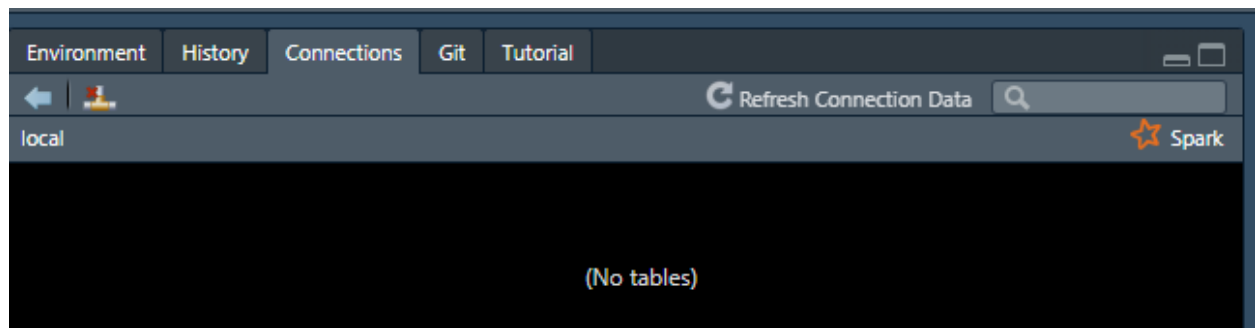 Environment History Connections Git Tutorial
Refresh Connection Data
local Spark
(No tables)